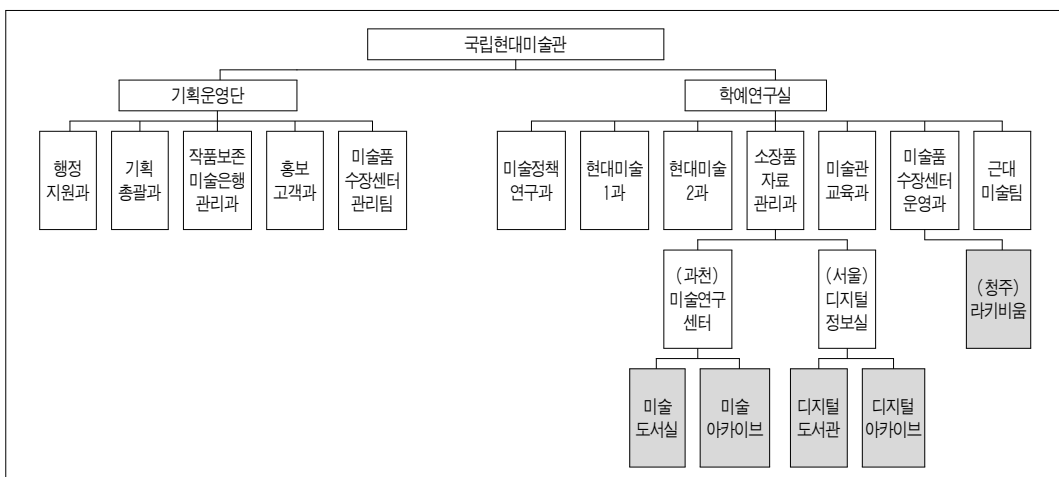 국립현대미술관
기획운영단
학예연구실
행정
지원과
기획
총괄과
작품보존
미술은행
관리과
홍보
고객과
미술품
수장센터
관리팀
미술정책
연구과
현대미술
1과
현대미술
2과
소장품
자료
관리과
미술관
교육과
미술품
수장센터
운영과
근대
미술팀
(과천)
미술연구
센터
(서울)
디지털
정보실
(청주)
라키비움
미술
도서실
미술
아카이브
디지털
도서관
디지털
아카이브